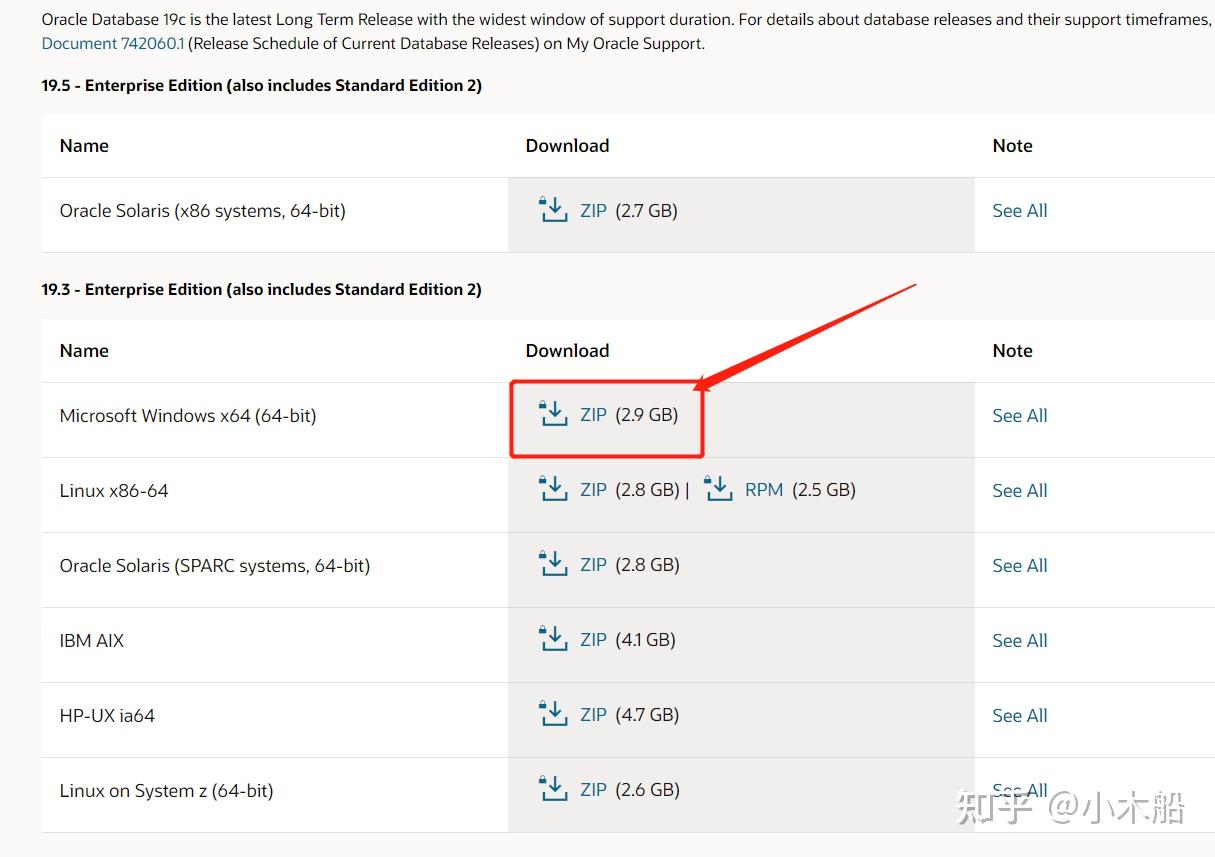 Oracle Database 19c is the latest Long Term Release with the widest window of support duration. For details about database releases and their support timeframes,
Document 742060.1 (Release Schedule of Current Database Releases) on My Oracle Support.
19.5 - Enterprise Edition (also includes Standard Edition 2)
Name Download Note
Oracle Solaris (x86 systems, 64-bit) ZIP (2.7 GB) See All
19.3 - Enterprise Edition (also includes Standard Edition 2)
Name Download Note
Microsoft Windows x64 (64-bit) ZIP (2.9 GB) See All
Linux x86-64 ZIP (2.8 GB) | RPM (2.5 GB) See All
Oracle Solaris (SPARC systems, 64-bit) ZIP (2.8 GB) See All
IBM AIX ZIP (4.1 GB) See All
HP-UX ia64 ZIP (4.7 GB) See All
Linux on System z (64-bit) ZIP (2.6 GB) See All
知乎 @小木船